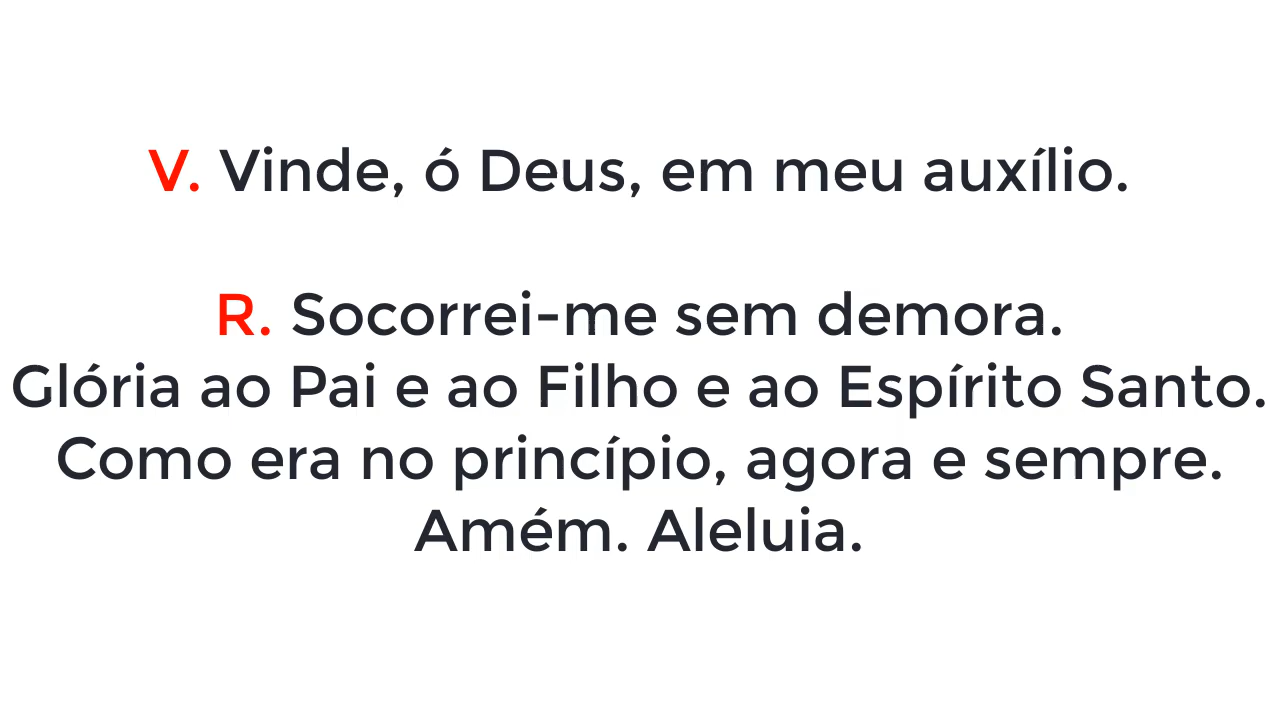 V. Vinde, ó Deus, em meu auxílio.
R. Socorrei-me sem demora.
Glória ao Pai e ao Filho e ao Espírito Santo.
Como era no princípio, agora e sempre.
Amém. Aleluia.